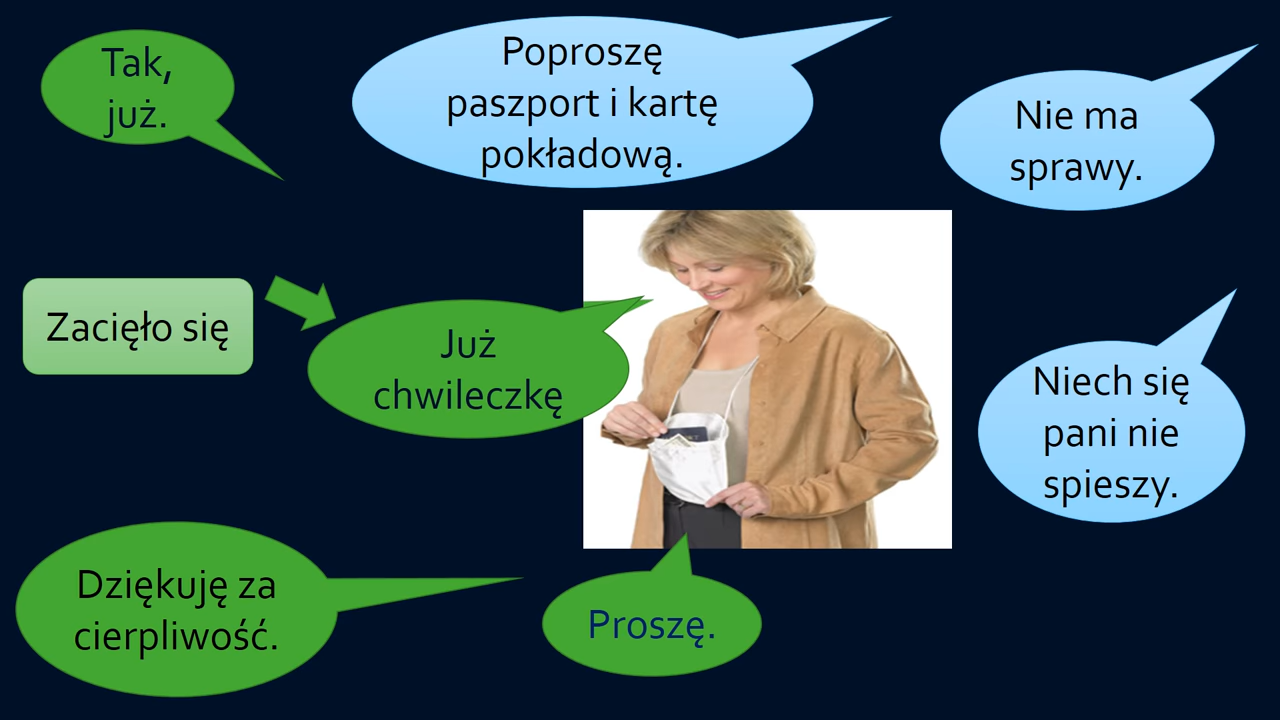 Tak,
już.
Poproszę
paszport i kartę
pokładową.
Nie ma
sprawy.
Zacięło się
Już
chwileczkę
Niech się
pani nie
spieszy.
Dziękuję za
cierpliwość.
Proszę.